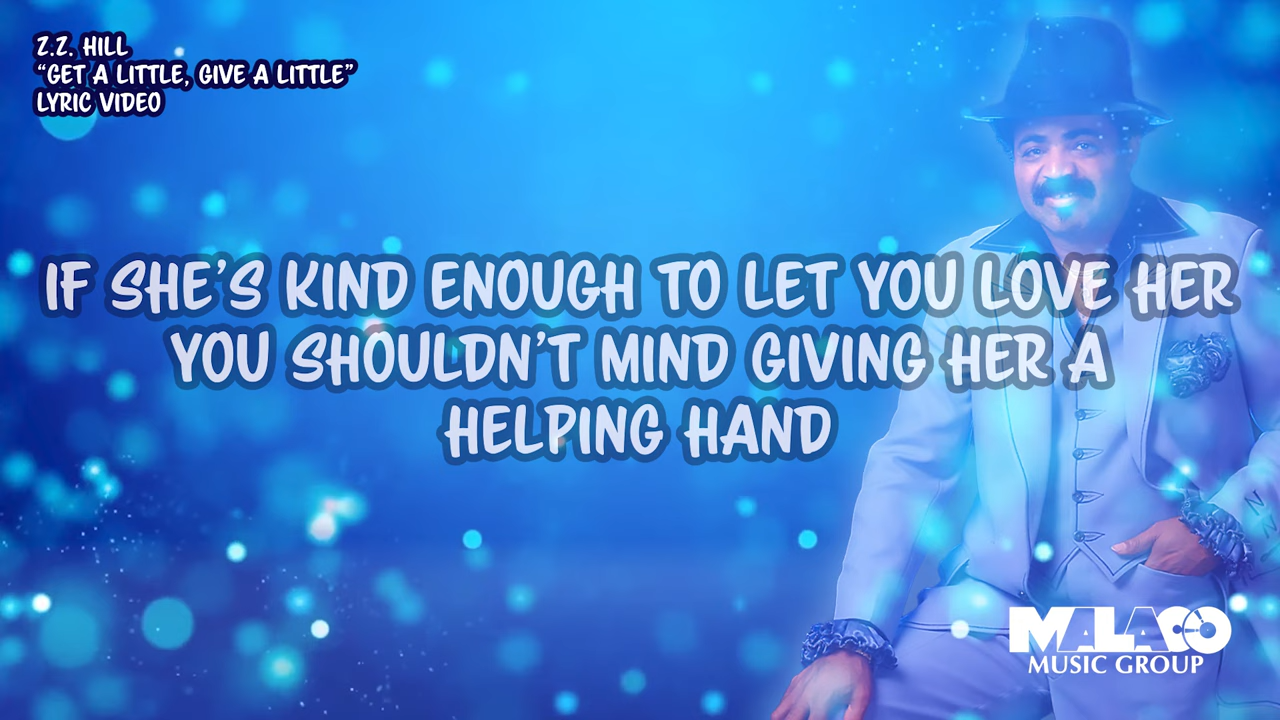 Z.Z. HILL
“GET A LITTLE, GIVE A LITTLE”
LYRIC VIDEO
IF SHE’S KIND ENOUGH TO LET YOU LOVE HER
YOU SHOULDN’T MIND GIVING HER A
HELPING HAND
MALACO
MUSIC GROUP